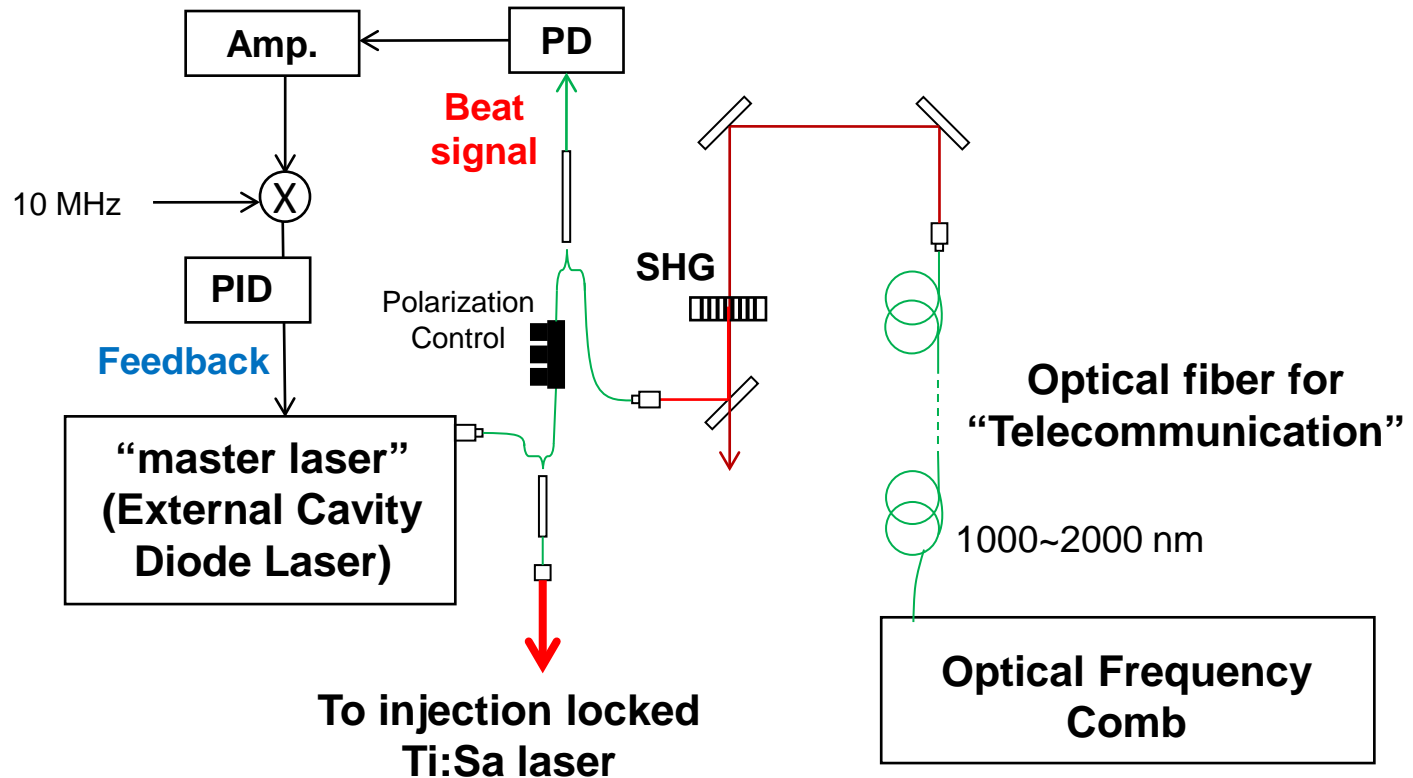 Amp.
PD
Beat
signal
10 MHz
X
SHG
PID
Polarization
Control
Feedback
Optical fiber for
“Telecommunication”
“master laser”
(External Cavity
Diode Laser)
1000~2000 nm
Optical Frequency
Comb
To injection locked
Ti:Sa laser